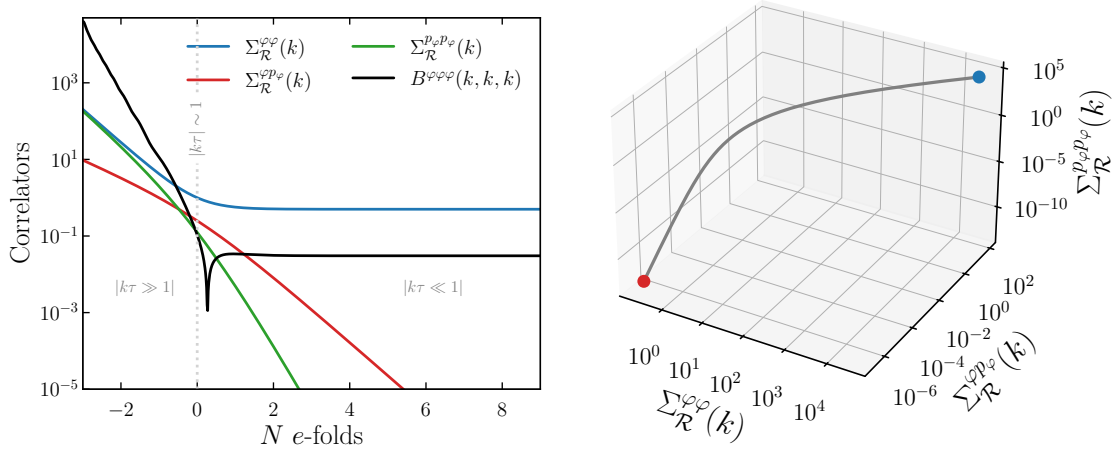 Σ_ℛ^{φφ}(k)
Σ_ℛ^{φp_φ}(k)
Σ_ℛ^{p_φp_φ}(k)
B^{φφφ}(k, k, k)
|kτ| ~ 1
|kτ ≫ 1|
|kτ ≪ 1|
Correlators
10^3
10^1
10^{−1}
10^{−3}
10^{−5}
−2
0
2
4
6
8
N e-folds
10^5
10^0
10^{−5}
10^{−10}
Σ_ℛ^{p_φp_φ}(k)
10^2
10^0
10^{−2}
10^{−4}
10^{−6}
Σ_ℛ^{φp_φ}(k)
10^0
10^1
10^2
10^3
10^4
Σ_ℛ^{φφ}(k)